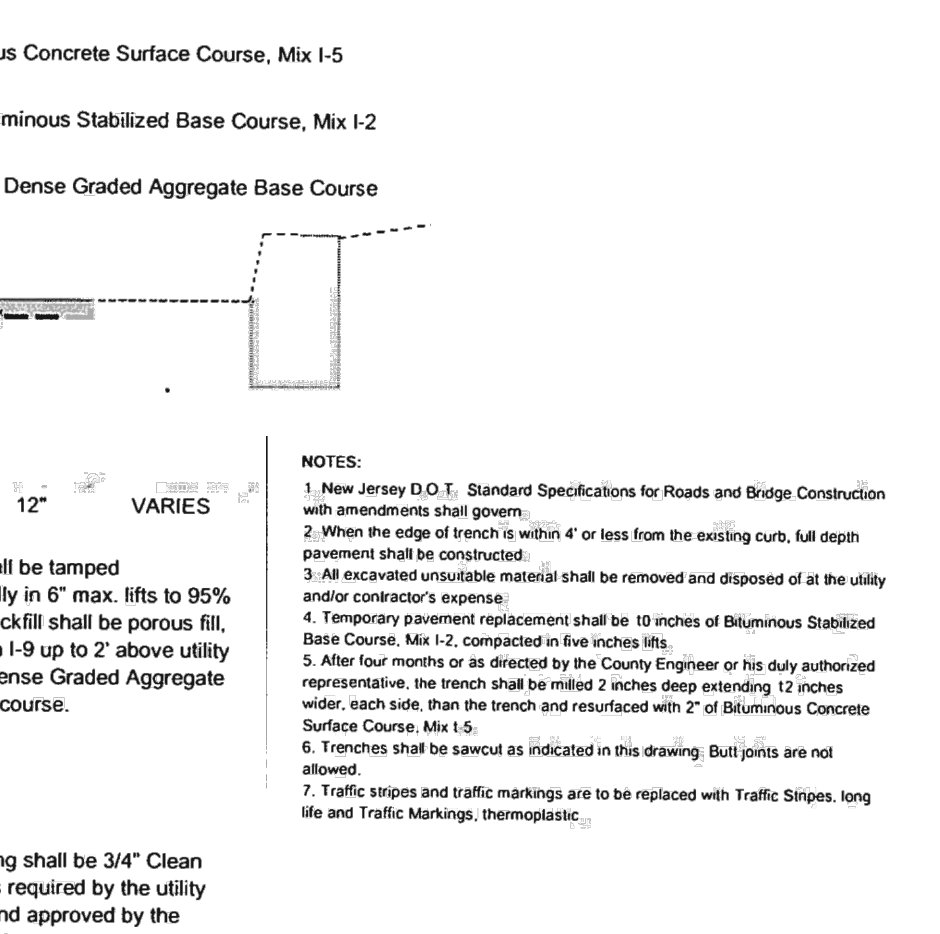 us Concrete Surface Course, Mix I-5
minous Stabilized Base Course, Mix I-2
Dense Graded Aggregate Base Course
12" VARIES
all be tamped
lly in 6" max. lifts to 95%
ckfill shall be porous fill,
I-9 up to 2' above utility
ense Graded Aggregate
course.
NOTES:
1. New Jersey D.O.T. Standard Specifications for Roads and Bridge Construction
with amendments shall govern
2. When the edge of trench is within 4' or less from the existing curb, full depth
pavement shall be constructed
3. All excavated unsuitable material shall be removed and disposed of at the utility
and/or contractor's expense
4. Temporary pavement replacement shall be 10 inches of Bituminous Stabilized
Base Course, Mix I-2, compacted in five inches lifts.
5. After four months or as directed by the County Engineer or his duly authorized
representative, the trench shall be milled 2 inches deep extending 12 inches
wider, each side, than the trench and resurfaced with 2" of Bituminous Concrete
Surface Course, Mix I-5
6. Trenches shall be sawcut as indicated in this drawing. Butt joints are not
allowed.
7. Traffic stripes and traffic markings are to be replaced with Traffic Stripes, long
life and Traffic Markings, thermoplastic
ng shall be 3/4" Clean
s required by the utility
nd approved by the